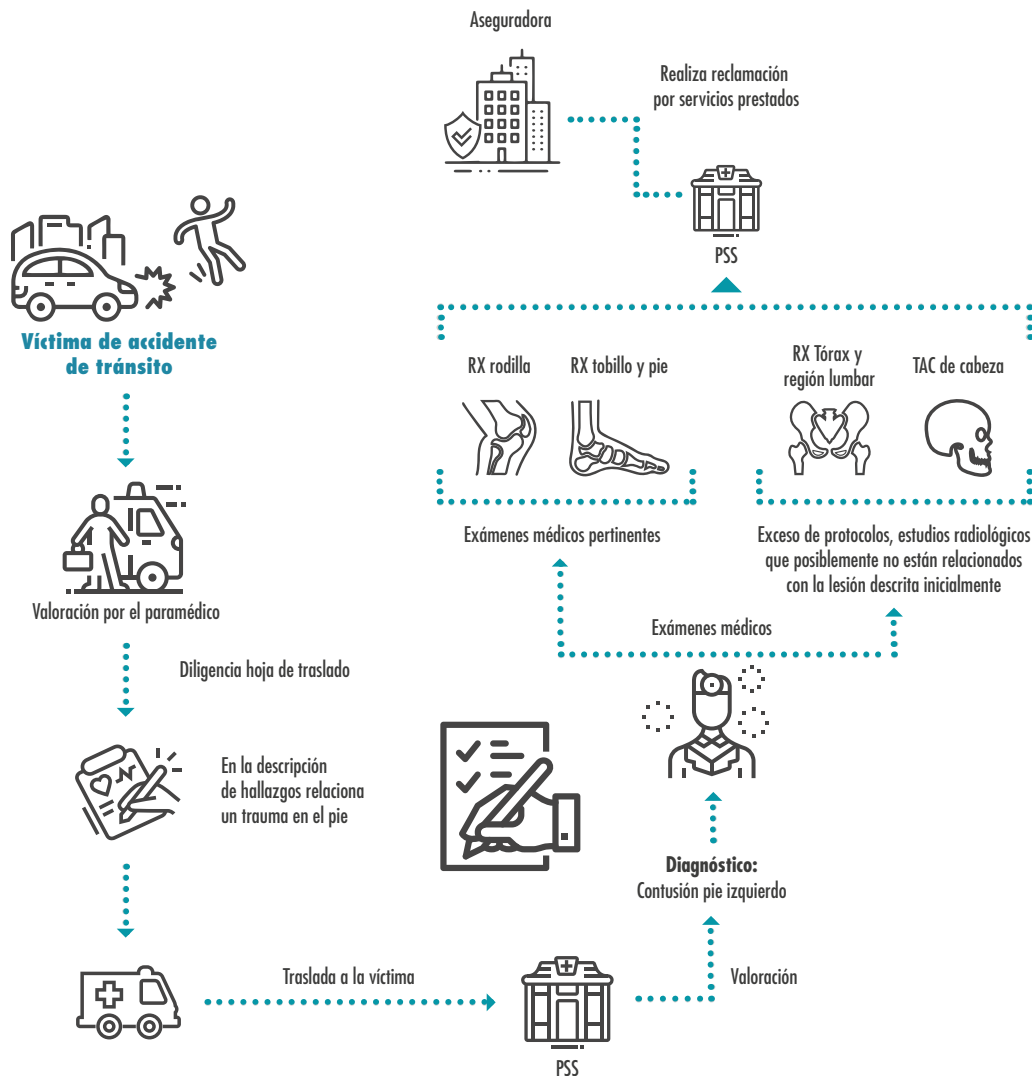 Aseguradora
Realiza reclamación
por servicios prestados
PSS
Víctima de accidente
de tránsito
RX rodilla
RX tobillo y pie
RX Tórax y
región lumbar
TAC de cabeza
Exámenes médicos pertinentes
Exceso de protocolos, estudios radiológicos
que posiblemente no están relacionados
con la lesión descrita inicialmente
Valoración por el paramédico
Exámenes médicos
Diligencia hoja de traslado
En la descripción
de hallazgos relaciona
un trauma en el pie
Diagnóstico:
Contusión pie izquierdo
Traslada a la víctima
Valoración
PSS